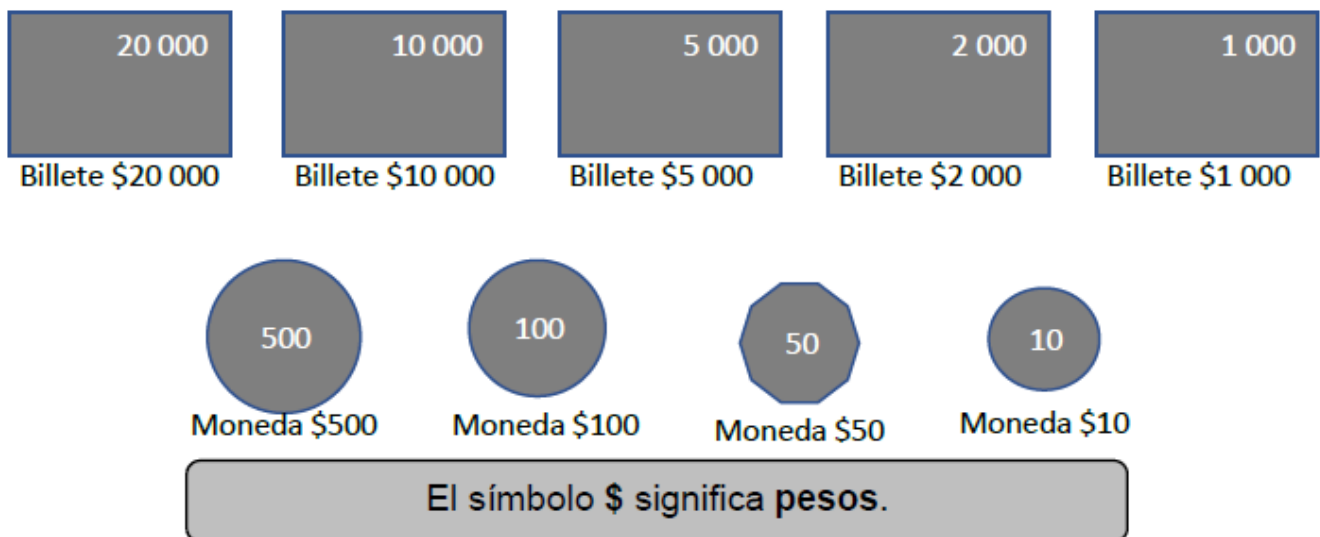 20 000 10 000 5 000 2 000 1 000
Billete $20 000 Billete $10 000 Billete $5 000 Billete $2 000 Billete $1 000
500 100 50 10
Moneda $500 Moneda $100 Moneda $50 Moneda $10
El símbolo $ significa pesos.